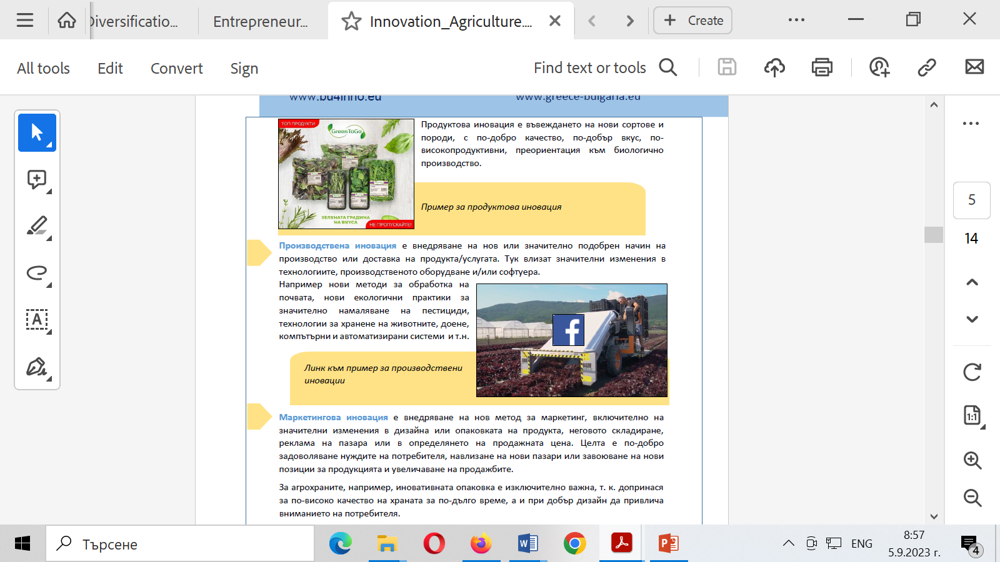 Diversificatio...
Entrepreneur...
Innovation_Agriculture....
Create
All tools
Edit
Convert
Sign
Find text or tools
www.bu4inno.eu
www.greece-bulgaria.eu
ТОП ПРОДУКТИ
GreenToGo
ЗЕЛЕНАТА ГРАДИНА
НА ВКУСА
НЕ ПРОПУСКАЙТЕ!
Продуктова иновация е въвеждането на нови сортове и
породи, с по-добро качество, по-добър вкус, по-
високопродуктивни, преориентация към биологично
производство.
Пример за продуктова иновация
Производствена иновация е внедряване на нов или значително подобрен начин на
производство или доставка на продукта/услугата. Тук влизат значителни изменения в
технологиите, производственото оборудване и/или софтуера.
Например нови методи за обработка на
почвата, нови екологични практики за
значително намаляване на пестициди,
технологии за хранене на животните, доене,
компътърни и автоматизирани системи и т.н.
Линк към пример за производствени
иновации
Маркетингова иновация е внедряване на нов метод за маркетинг, включително на
значителни изменения в дизайна или опаковката на продукта, неговото складиране,
реклама на пазара или в определянето на продажната цена. Целта е по-добро
задоволяване нуждите на потребителя, навлизане на нови пазари или завоюване на нови
позиции за продукцията и увеличаване на продажбите.
За агрохраните, например, иновативната опаковка е изключително важна, т. к. допринася
за по-високо качество на храната за по-дълго време, а и при добър дизайн да привлича
вниманието на потребителя.
5
14
1:1
Търсене
ENG
8:57
5.9.2023 г.
4